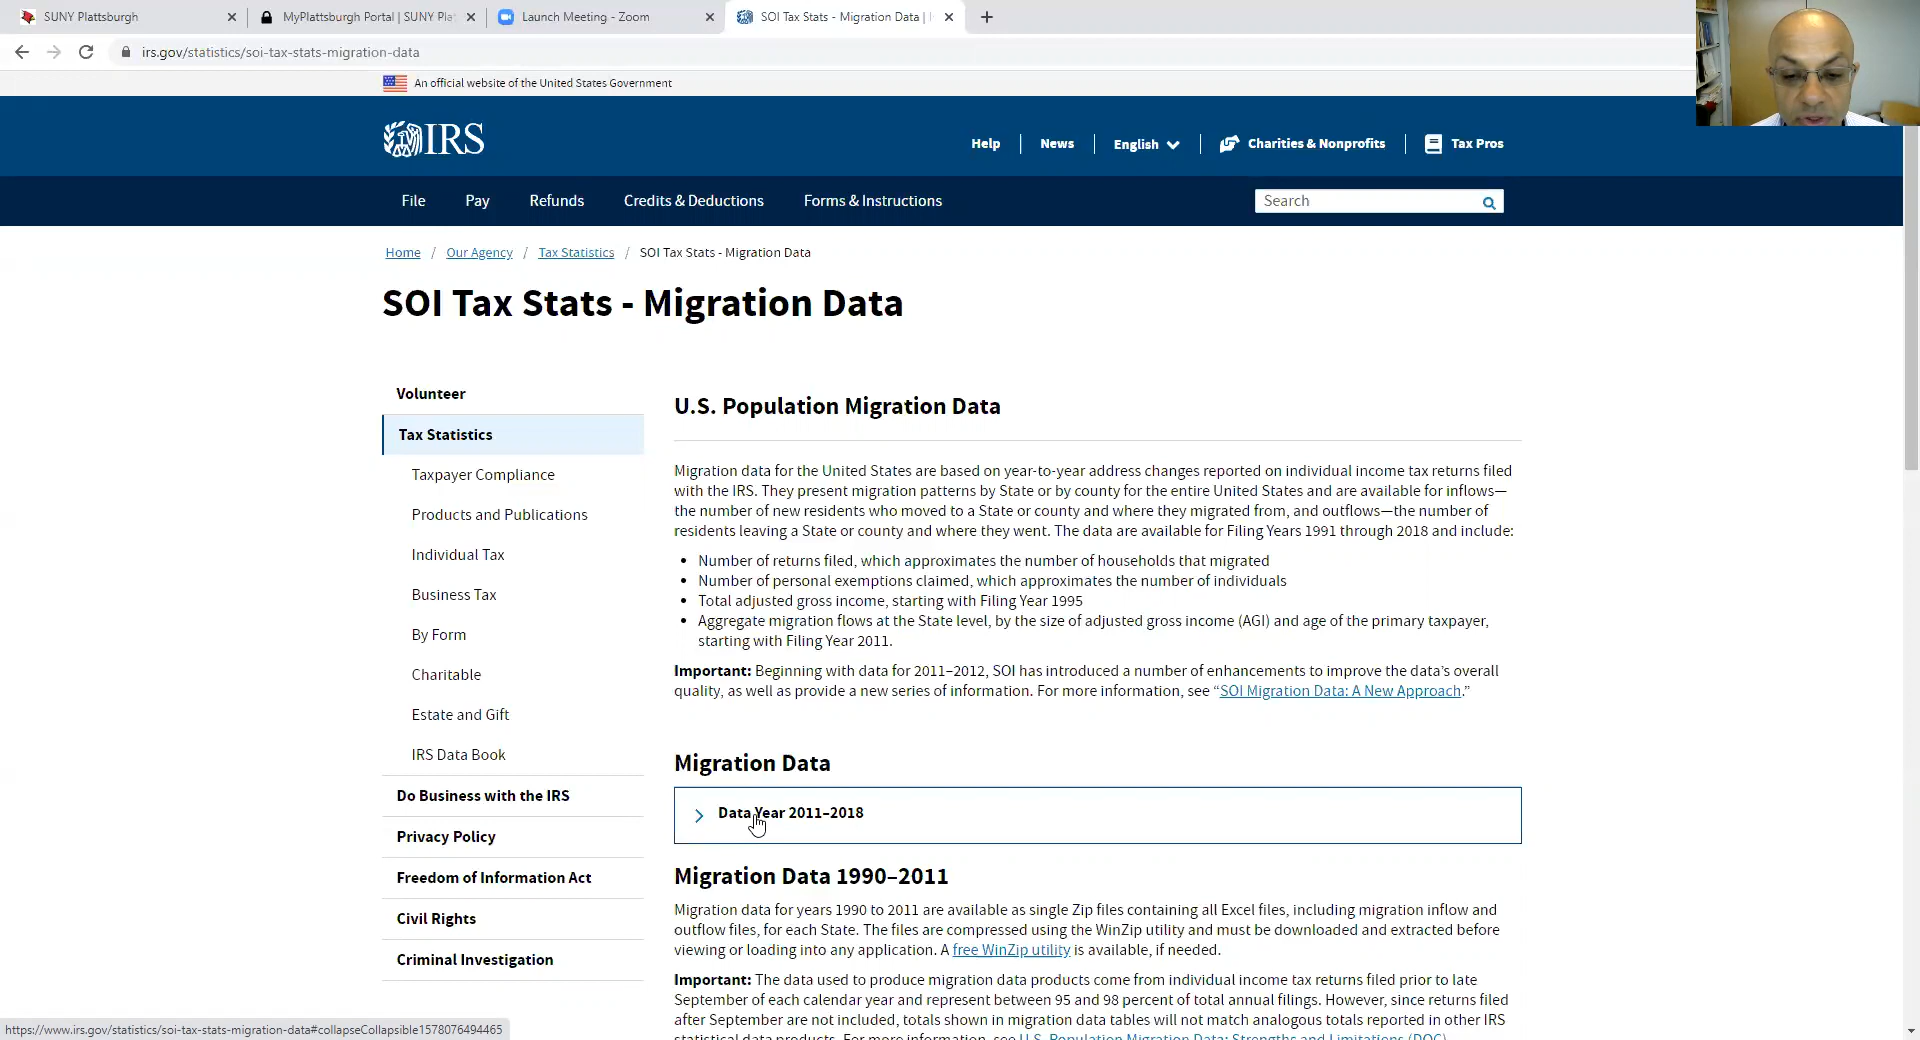 SUNY Plattsburgh
MyPlattsburgh Portal | SUNY Pla
Launch Meeting - Zoom
SOI Tax Stats - Migration Data |
irs.gov/statistics/soi-tax-stats-migration-data
An official website of the United States Government
IRS
Help
News
English
Charities & Nonprofits
Tax Pros
File
Pay
Refunds
Credits & Deductions
Forms & Instructions
Search
Home / Our Agency / Tax Statistics / SOI Tax Stats - Migration Data
SOI Tax Stats - Migration Data
Volunteer
Tax Statistics
Taxpayer Compliance
Products and Publications
Individual Tax
Business Tax
By Form
Charitable
Estate and Gift
IRS Data Book
Do Business with the IRS
Privacy Policy
Freedom of Information Act
Civil Rights
Criminal Investigation
U.S. Population Migration Data
Migration data for the United States are based on year-to-year address changes reported on individual income tax returns filed
with the IRS. They present migration patterns by State or by county for the entire United States and are available for inflows—
the number of new residents who moved to a State or county and where they migrated from, and outflows—the number of
residents leaving a State or county and where they went. The data are available for Filing Years 1991 through 2018 and include:
• Number of returns filed, which approximates the number of households that migrated
• Number of personal exemptions claimed, which approximates the number of individuals
• Total adjusted gross income, starting with Filing Year 1995
• Aggregate migration flows at the State level, by the size of adjusted gross income (AGI) and age of the primary taxpayer,
starting with Filing Year 2011.
Important: Beginning with data for 2011–2012, SOI has introduced a number of enhancements to improve the data's overall
quality, as well as provide a new series of information. For more information, see “SOI Migration Data: A New Approach.”
Migration Data
Data Year 2011–2018
Migration Data 1990–2011
Migration data for years 1990 to 2011 are available as single Zip files containing all Excel files, including migration inflow and
outflow files, for each State. The files are compressed using the WinZip utility and must be downloaded and extracted before
viewing or loading into any application. A free WinZip utility is available, if needed.
Important: The data used to produce migration data products come from individual income tax returns filed prior to late
September of each calendar year and represent between 95 and 98 percent of total annual filings. However, since returns filed
after September are not included, totals shown in migration data tables will not match analogous totals reported in other IRS
statistical data products. For more information, see U.S. Population Migration Data: Strengths and Limitations (DOC)
https://www.irs.gov/statistics/soi-tax-stats-migration-data#collapseCollapsible1578076494465